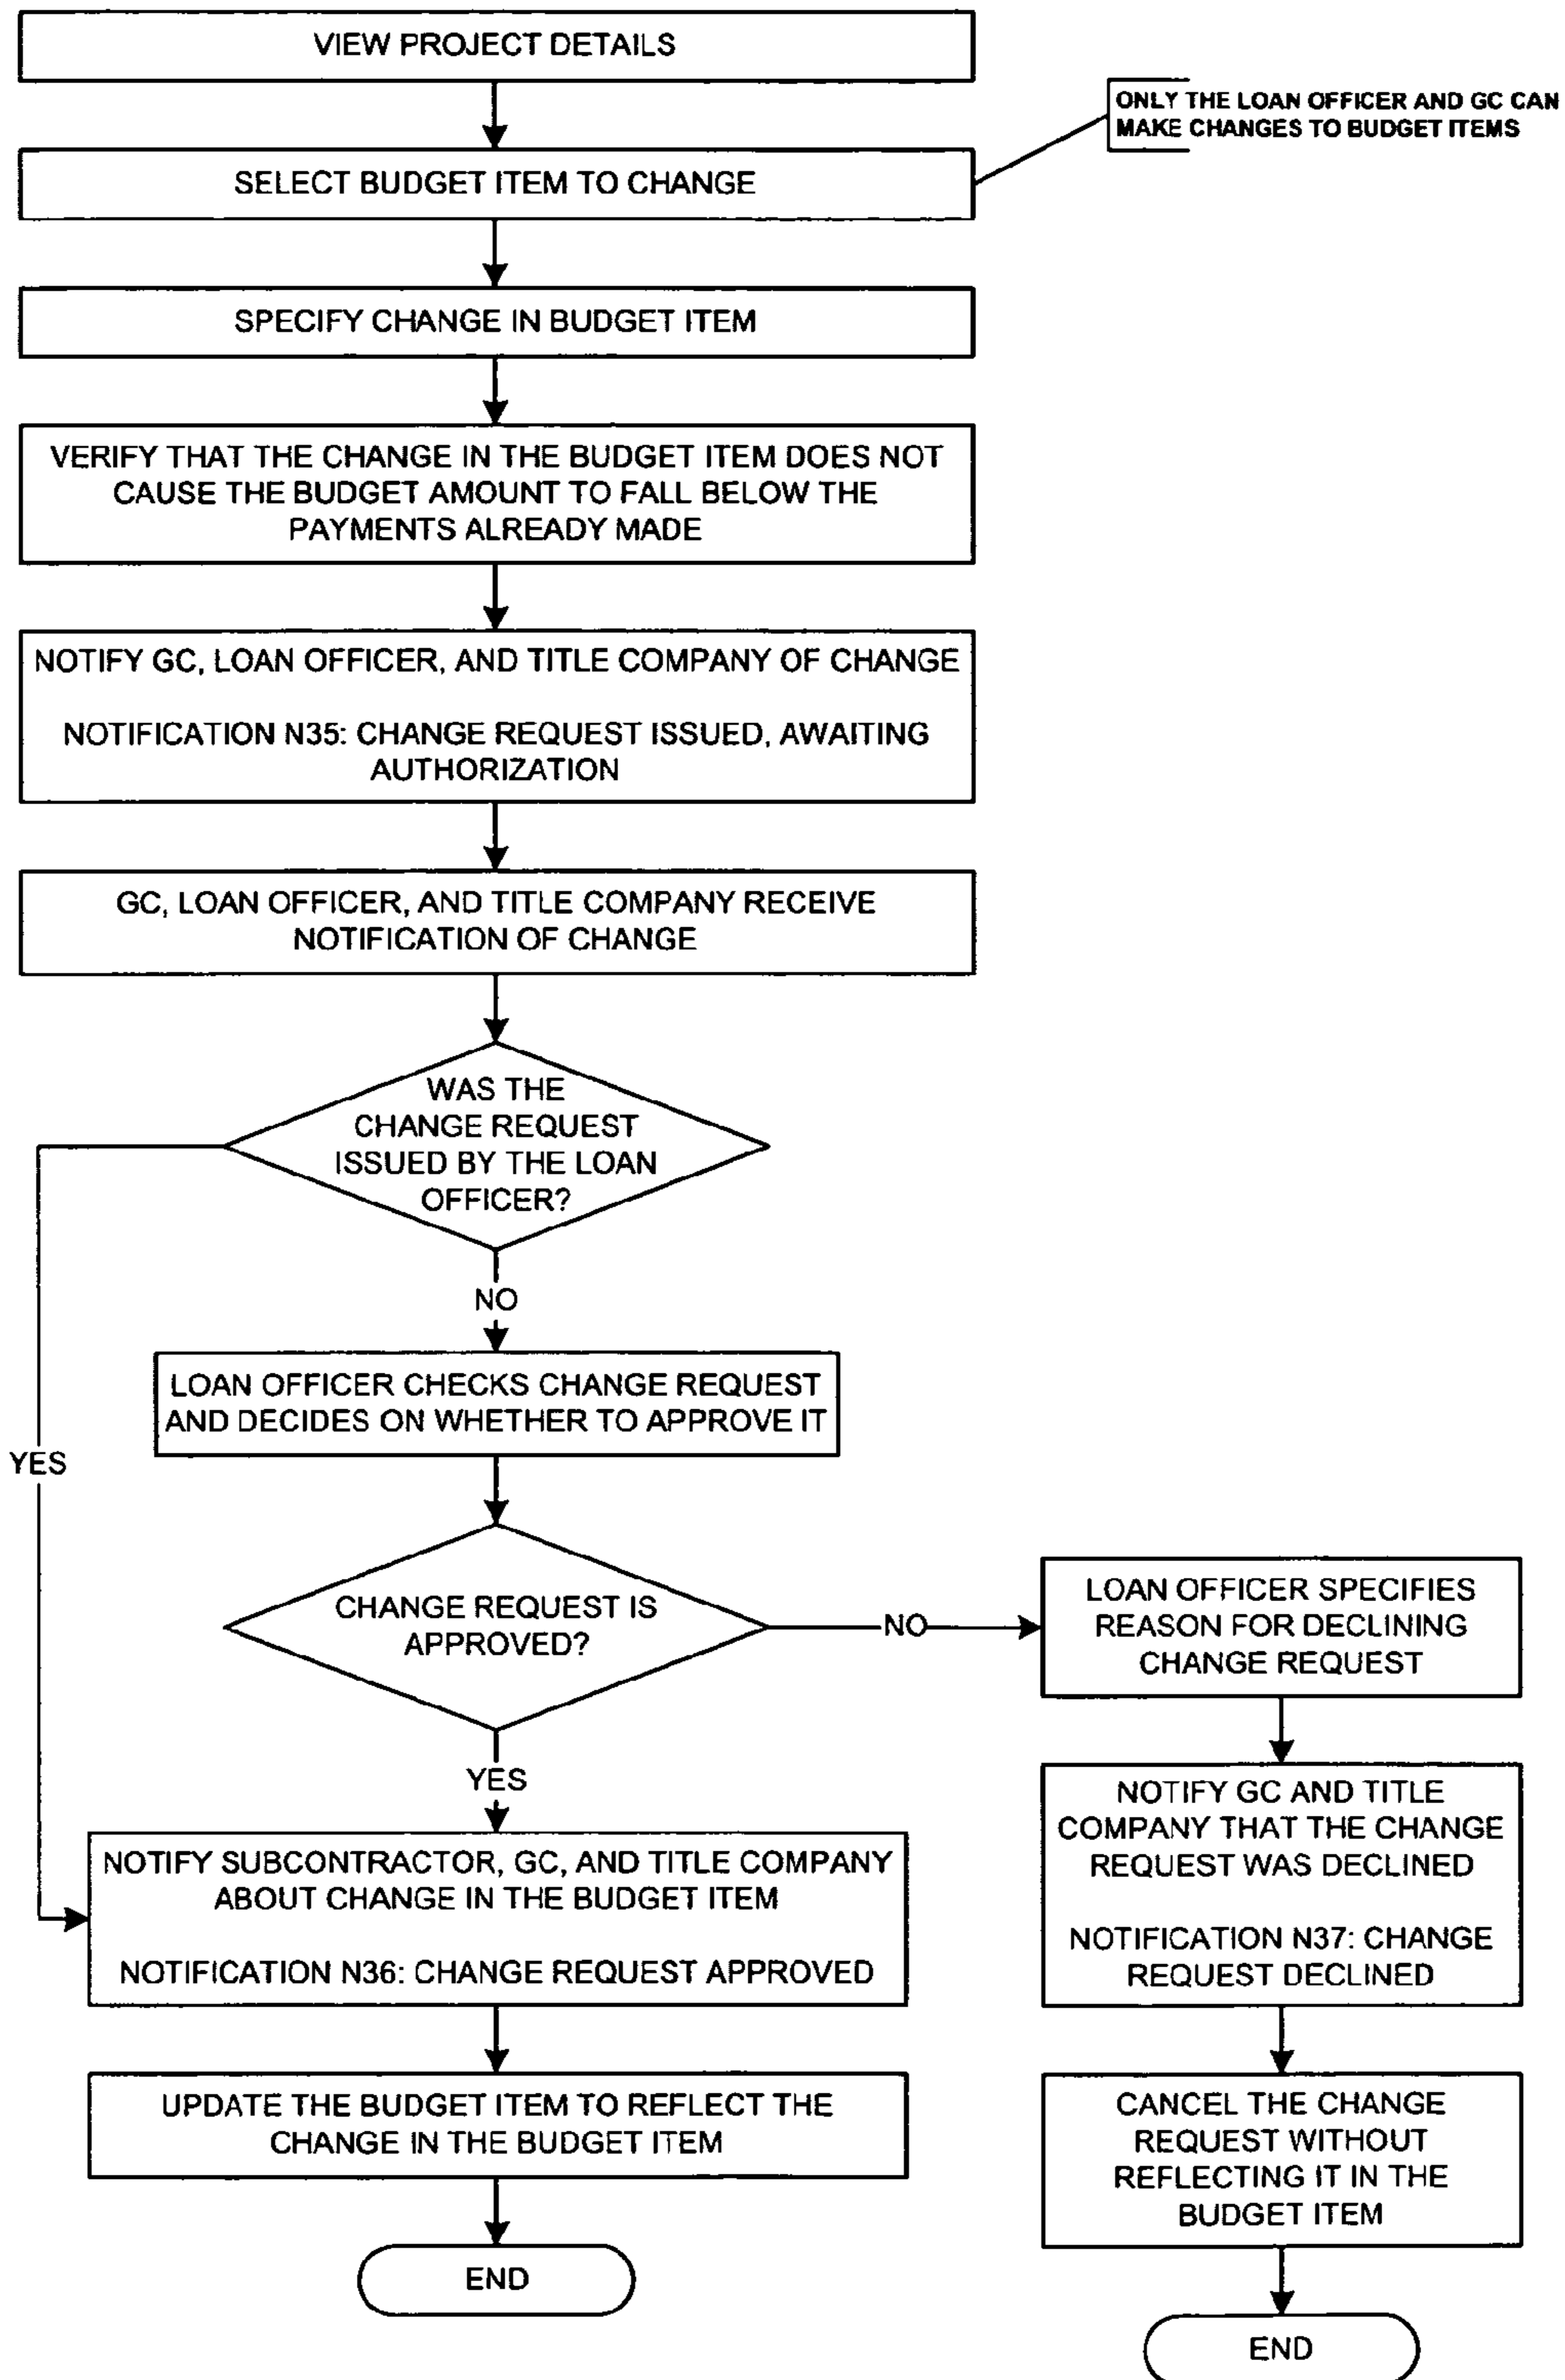 VIEW PROJECT DETAILS
ONLY THE LOAN OFFICER AND GC CAN
MAKE CHANGES TO BUDGET ITEMS
SELECT BUDGET ITEM TO CHANGE
SPECIFY CHANGE IN BUDGET ITEM
VERIFY THAT THE CHANGE IN THE BUDGET ITEM DOES NOT
CAUSE THE BUDGET AMOUNT TO FALL BELOW THE
PAYMENTS ALREADY MADE
NOTIFY GC, LOAN OFFICER, AND TITLE COMPANY OF CHANGE
NOTIFICATION N35: CHANGE REQUEST ISSUED, AWAITING
AUTHORIZATION
GC, LOAN OFFICER, AND TITLE COMPANY RECEIVE
NOTIFICATION OF CHANGE
WAS THE
CHANGE REQUEST
ISSUED BY THE LOAN
OFFICER?
NO
LOAN OFFICER CHECKS CHANGE REQUEST
AND DECIDES ON WHETHER TO APPROVE IT
YES
CHANGE REQUEST IS
APPROVED?
NO
LOAN OFFICER SPECIFIES
REASON FOR DECLINING
CHANGE REQUEST
YES
NOTIFY SUBCONTRACTOR, GC, AND TITLE COMPANY
ABOUT CHANGE IN THE BUDGET ITEM
NOTIFICATION N36: CHANGE REQUEST APPROVED
NOTIFY GC AND TITLE
COMPANY THAT THE CHANGE
REQUEST WAS DECLINED
NOTIFICATION N37: CHANGE
REQUEST DECLINED
UPDATE THE BUDGET ITEM TO REFLECT THE
CHANGE IN THE BUDGET ITEM
CANCEL THE CHANGE
REQUEST WITHOUT
REFLECTING IT IN THE
BUDGET ITEM
END
END